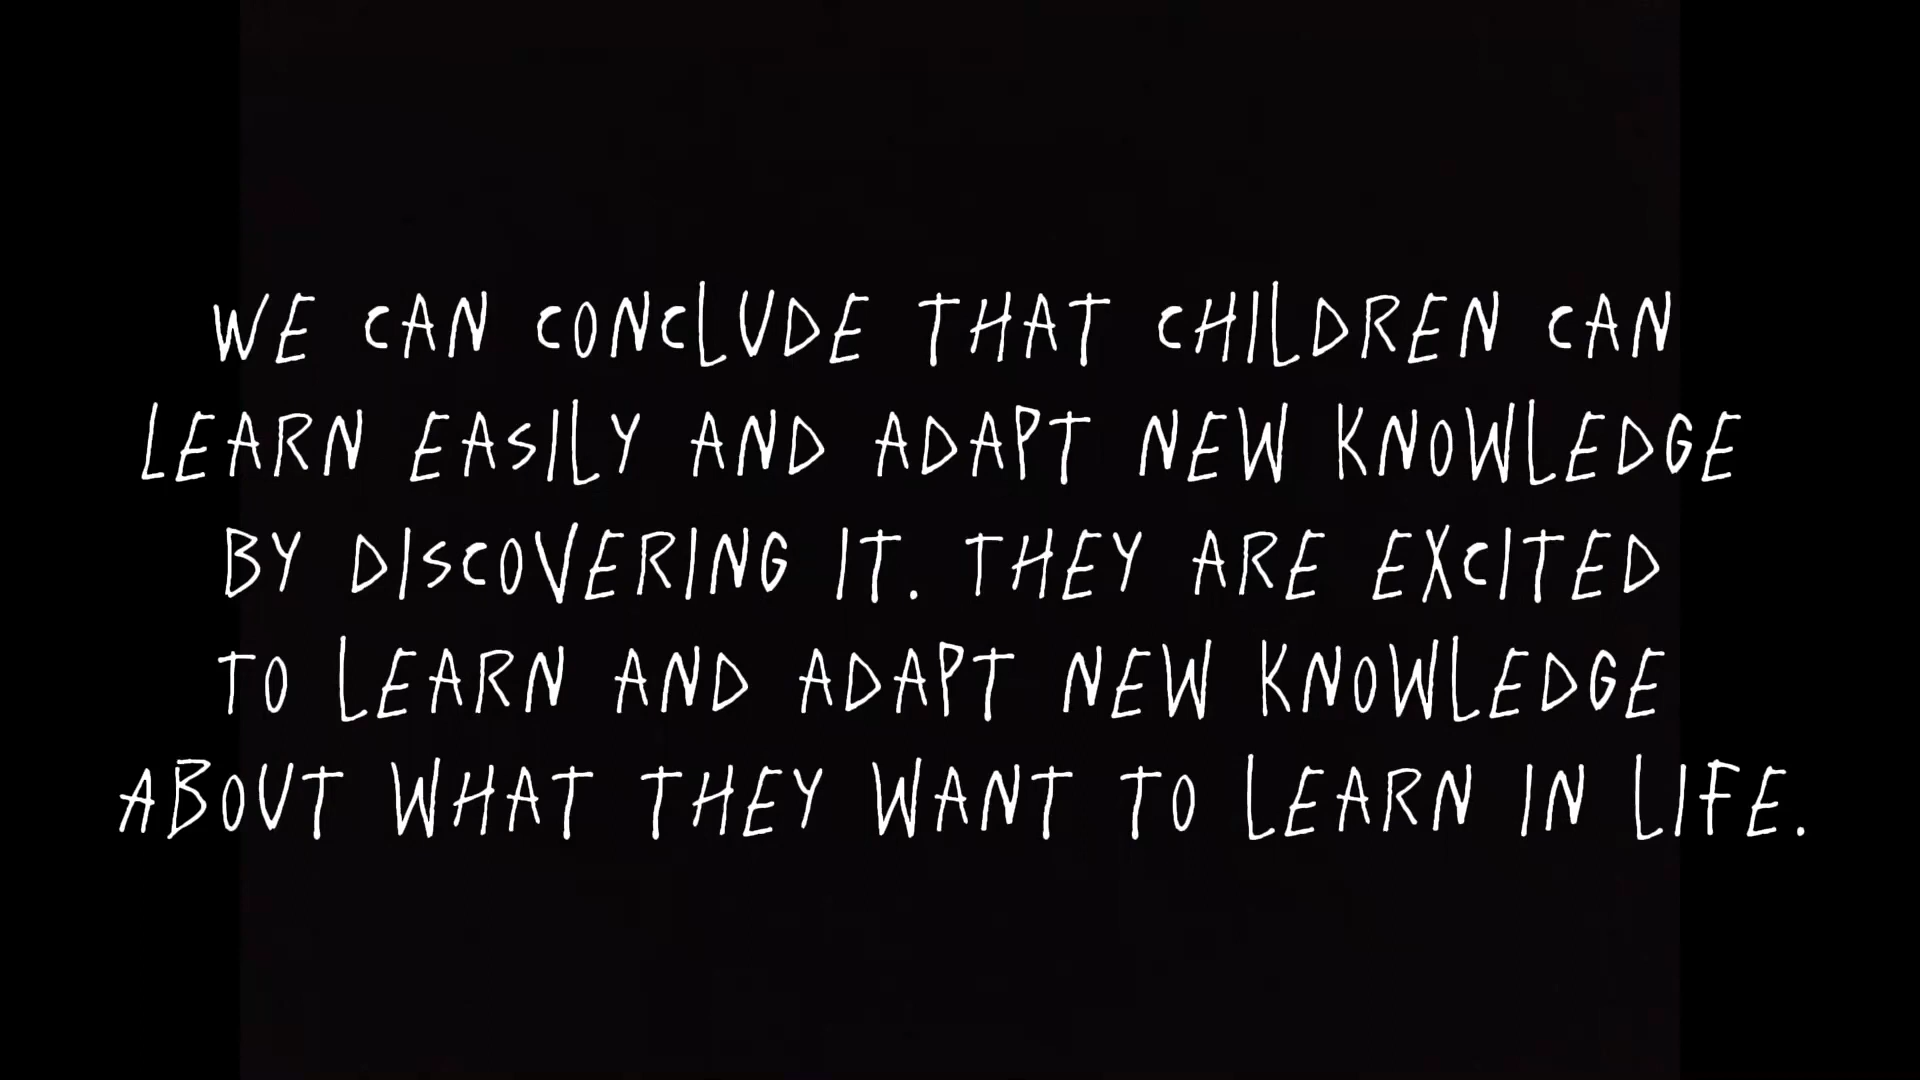 WE CAN CONCLUDE THAT CHILDREN CAN
LEARN EASILY AND ADAPT NEW KNOWLEDGE
BY DISCOVERING IT. THEY ARE EXCITED
TO LEARN AND ADAPT NEW KNOWLEDGE
ABOUT WHAT THEY WANT TO LEARN IN LIFE.